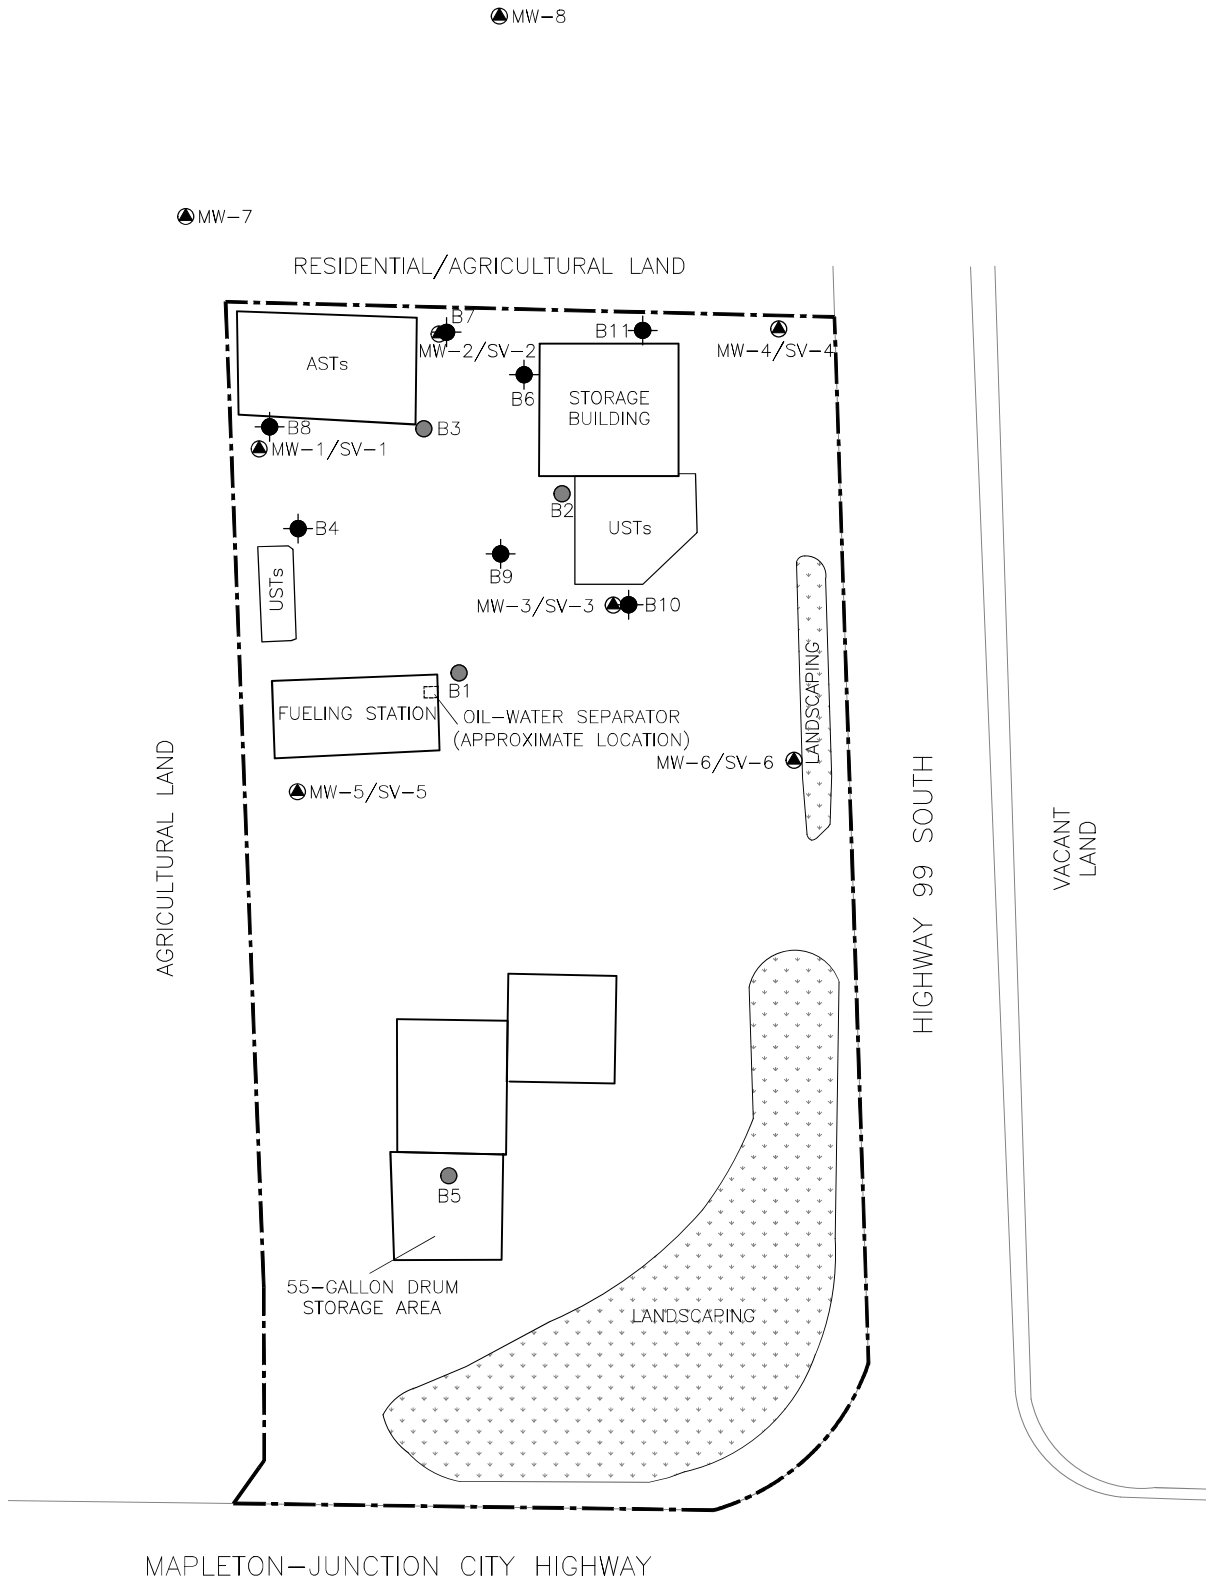 MW-8
MW-7
RESIDENTIAL/AGRICULTURAL LAND
B7
B11
MW-2/SV-2
MW-4/SV-4
ASTs
B6
STORAGE
BUILDING
B8
B3
MW-1/SV-1
B2
B4
USTs
B9
USTs
MW-3/SV-3
B10
B1
FUELING STATION
OIL-WATER SEPARATOR
(APPROXIMATE LOCATION)
LANDSCAPING
MW-6/SV-6
MW-5/SV-5
AGRICULTURAL LAND
HIGHWAY 99 SOUTH
VACANT
LAND
B5
55-GALLON DRUM
STORAGE AREA
LANDSCAPING
MAPLETON-JUNCTION CITY HIGHWAY